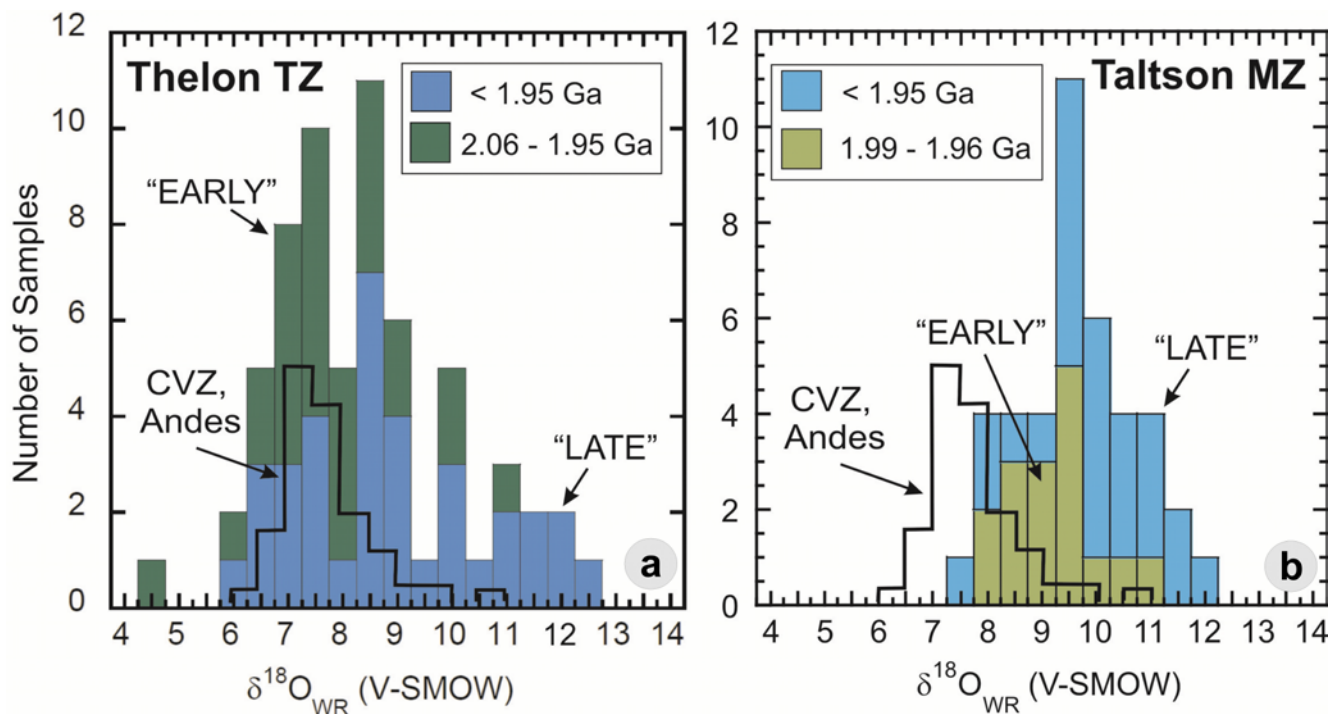 Thelon TZ
< 1.95 Ga
2.06 - 1.95 Ga
“EARLY”
CVZ,
Andes
“LATE”
a
Number of Samples
12
10
8
6
4
2
0
4 5 6 7 8 9 10 11 12 13 14
δ¹⁸O_WR (V-SMOW)
Taltson MZ
< 1.95 Ga
1.99 - 1.96 Ga
“EARLY”
“LATE”
CVZ,
Andes
b
12
10
8
6
4
2
0
4 5 6 7 8 9 10 11 12 13 14
δ¹⁸O_WR (V-SMOW)